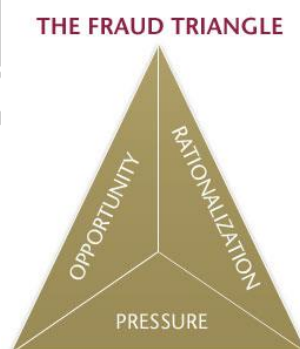 THE FRAUD TRIANGLE
OPPORTUNITY
RATIONALIZATION
PRESSURE